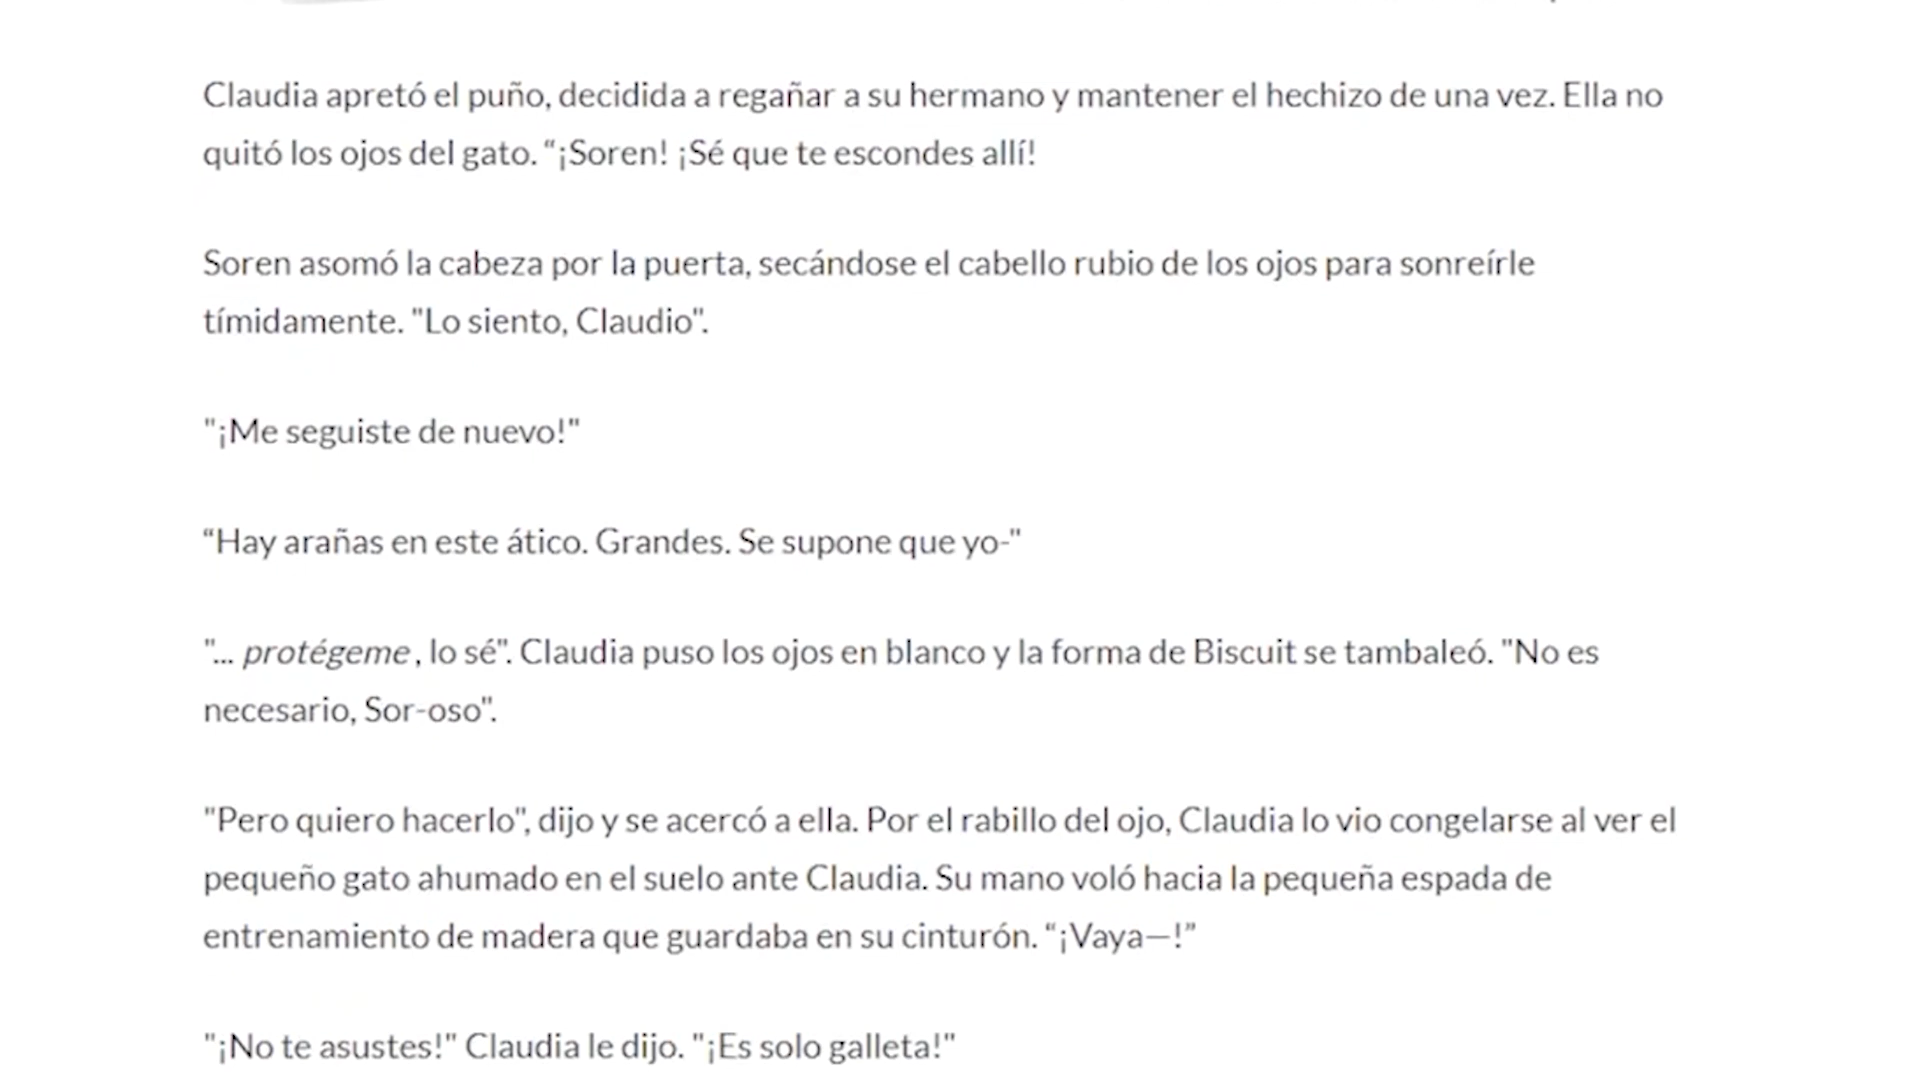 Claudia apretó el puño, decidida a regañar a su hermano y mantener el hechizo de una vez. Ella no
quitó los ojos del gato. “¡Soren! ¡Sé que te escondes allí!
Soren asomó la cabeza por la puerta, secándose el cabello rubio de los ojos para sonreírle
tímidamente. "Lo siento, Claudio".
"¡Me seguiste de nuevo!"
“Hay arañas en este ático. Grandes. Se supone que yo-"
"... protégeme , lo sé". Claudia puso los ojos en blanco y la forma de Biscuit se tambaleó. "No es
necesario, Sor-oso".
"Pero quiero hacerlo", dijo y se acercó a ella. Por el rabillo del ojo, Claudia lo vio congelarse al ver el
pequeño gato ahumado en el suelo ante Claudia. Su mano voló hacia la pequeña espada de
entrenamiento de madera que guardaba en su cinturón. “¡Vaya—!”
"¡No te asustes!" Claudia le dijo. "¡Es solo galleta!"